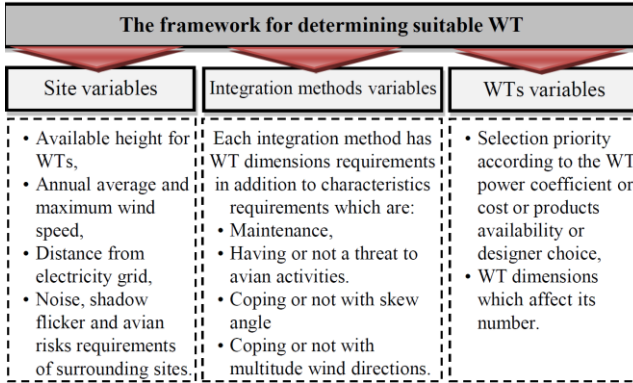 The framework for determining suitable WT
Site variables
• Available height for
WTs,
• Annual average and
maximum wind
speed,
• Distance from
electricity grid,
• Noise, shadow
flicker and avian
risks requirements
of surrounding sites.
Integration methods variables
Each integration method has
WT dimensions requirements
in addition to characteristics
requirements which are:
• Maintenance,
• Having or not a threat to
avian activities.
• Coping or not with skew
angle
• Coping or not with
multitude wind directions.
WTs variables
• Selection priority
according to the WT
power coefficient or
cost or products
availability or
designer choice,
• WT dimensions
which affect its
number.